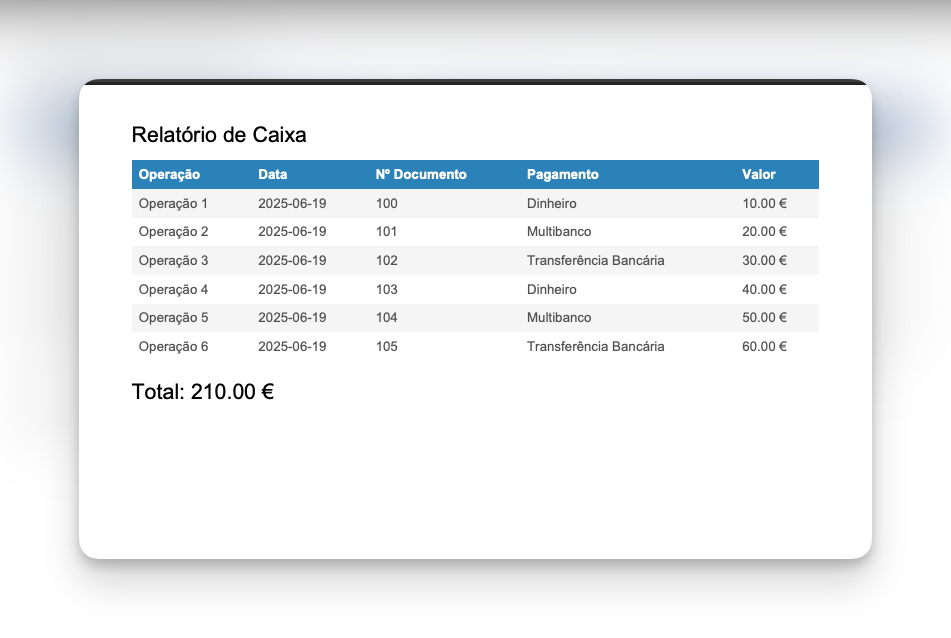 Relatório de Caixa
Operação Data Nº Documento Pagamento Valor
Operação 1 2025-06-19 100 Dinheiro 10.00 €
Operação 2 2025-06-19 101 Multibanco 20.00 €
Operação 3 2025-06-19 102 Transferência Bancária 30.00 €
Operação 4 2025-06-19 103 Dinheiro 40.00 €
Operação 5 2025-06-19 104 Multibanco 50.00 €
Operação 6 2025-06-19 105 Transferência Bancária 60.00 €
Total: 210.00 €